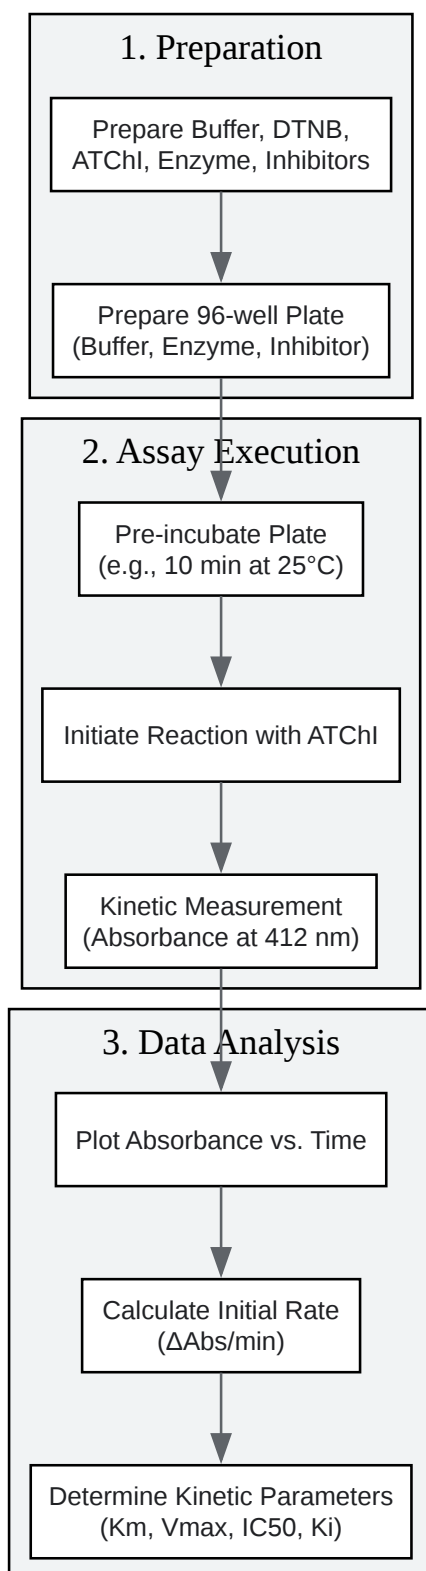 1. Preparation
Prepare Buffer, DTNB,
ATChI, Enzyme, Inhibitors
Prepare 96-well Plate
(Buffer, Enzyme, Inhibitor)
2. Assay Execution
Pre-incubate Plate
(e.g., 10 min at 25°C)
Initiate Reaction with ATChI
Kinetic Measurement
(Absorbance at 412 nm)
3. Data Analysis
Plot Absorbance vs. Time
Calculate Initial Rate
(ΔAbs/min)
Determine Kinetic Parameters
(Km, Vmax, IC50, Ki)